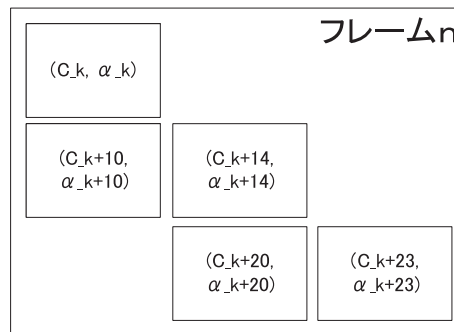 フレームn
(C_k, α_k)
(C_k+10,
α_k+10)
(C_k+14,
α_k+14)
(C_k+20,
α_k+20)
(C_k+23,
α_k+23)